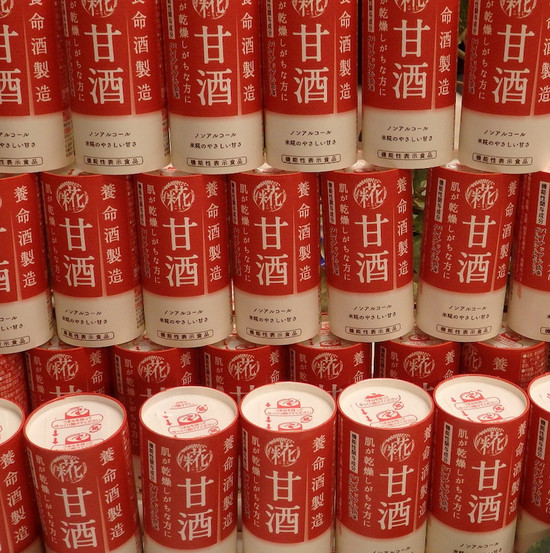 養命酒製造
糀
甘酒
肌が乾燥しがちな方に
ノンアルコール
米糀のやさしい甘さ
機能性表示食品